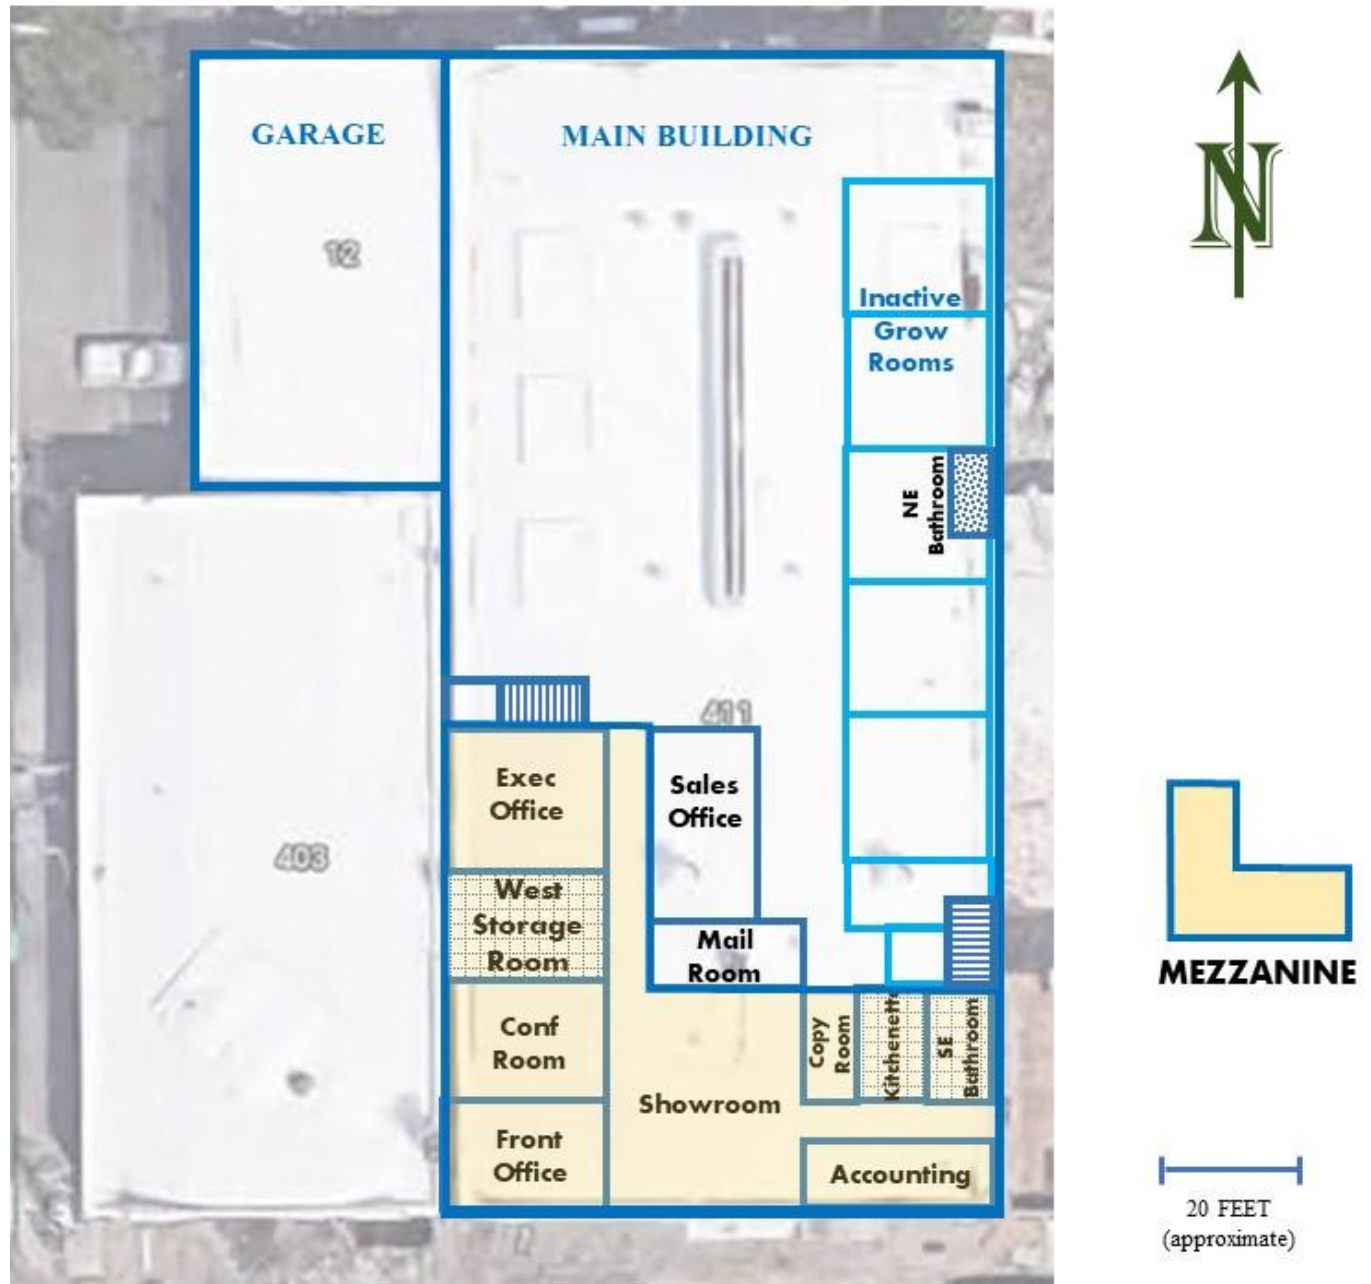 GARAGE
MAIN BUILDING
N
12
Inactive
Grow
Rooms
NE
Bathroom
411
Exec
Office
Sales
Office
403
West
Storage
Room
Mail
Room
MEZZANINE
Conf
Room
Copy
Room
Kitchenett
SE
Bathroom
Showroom
Front
Office
Accounting
20 FEET
(approximate)